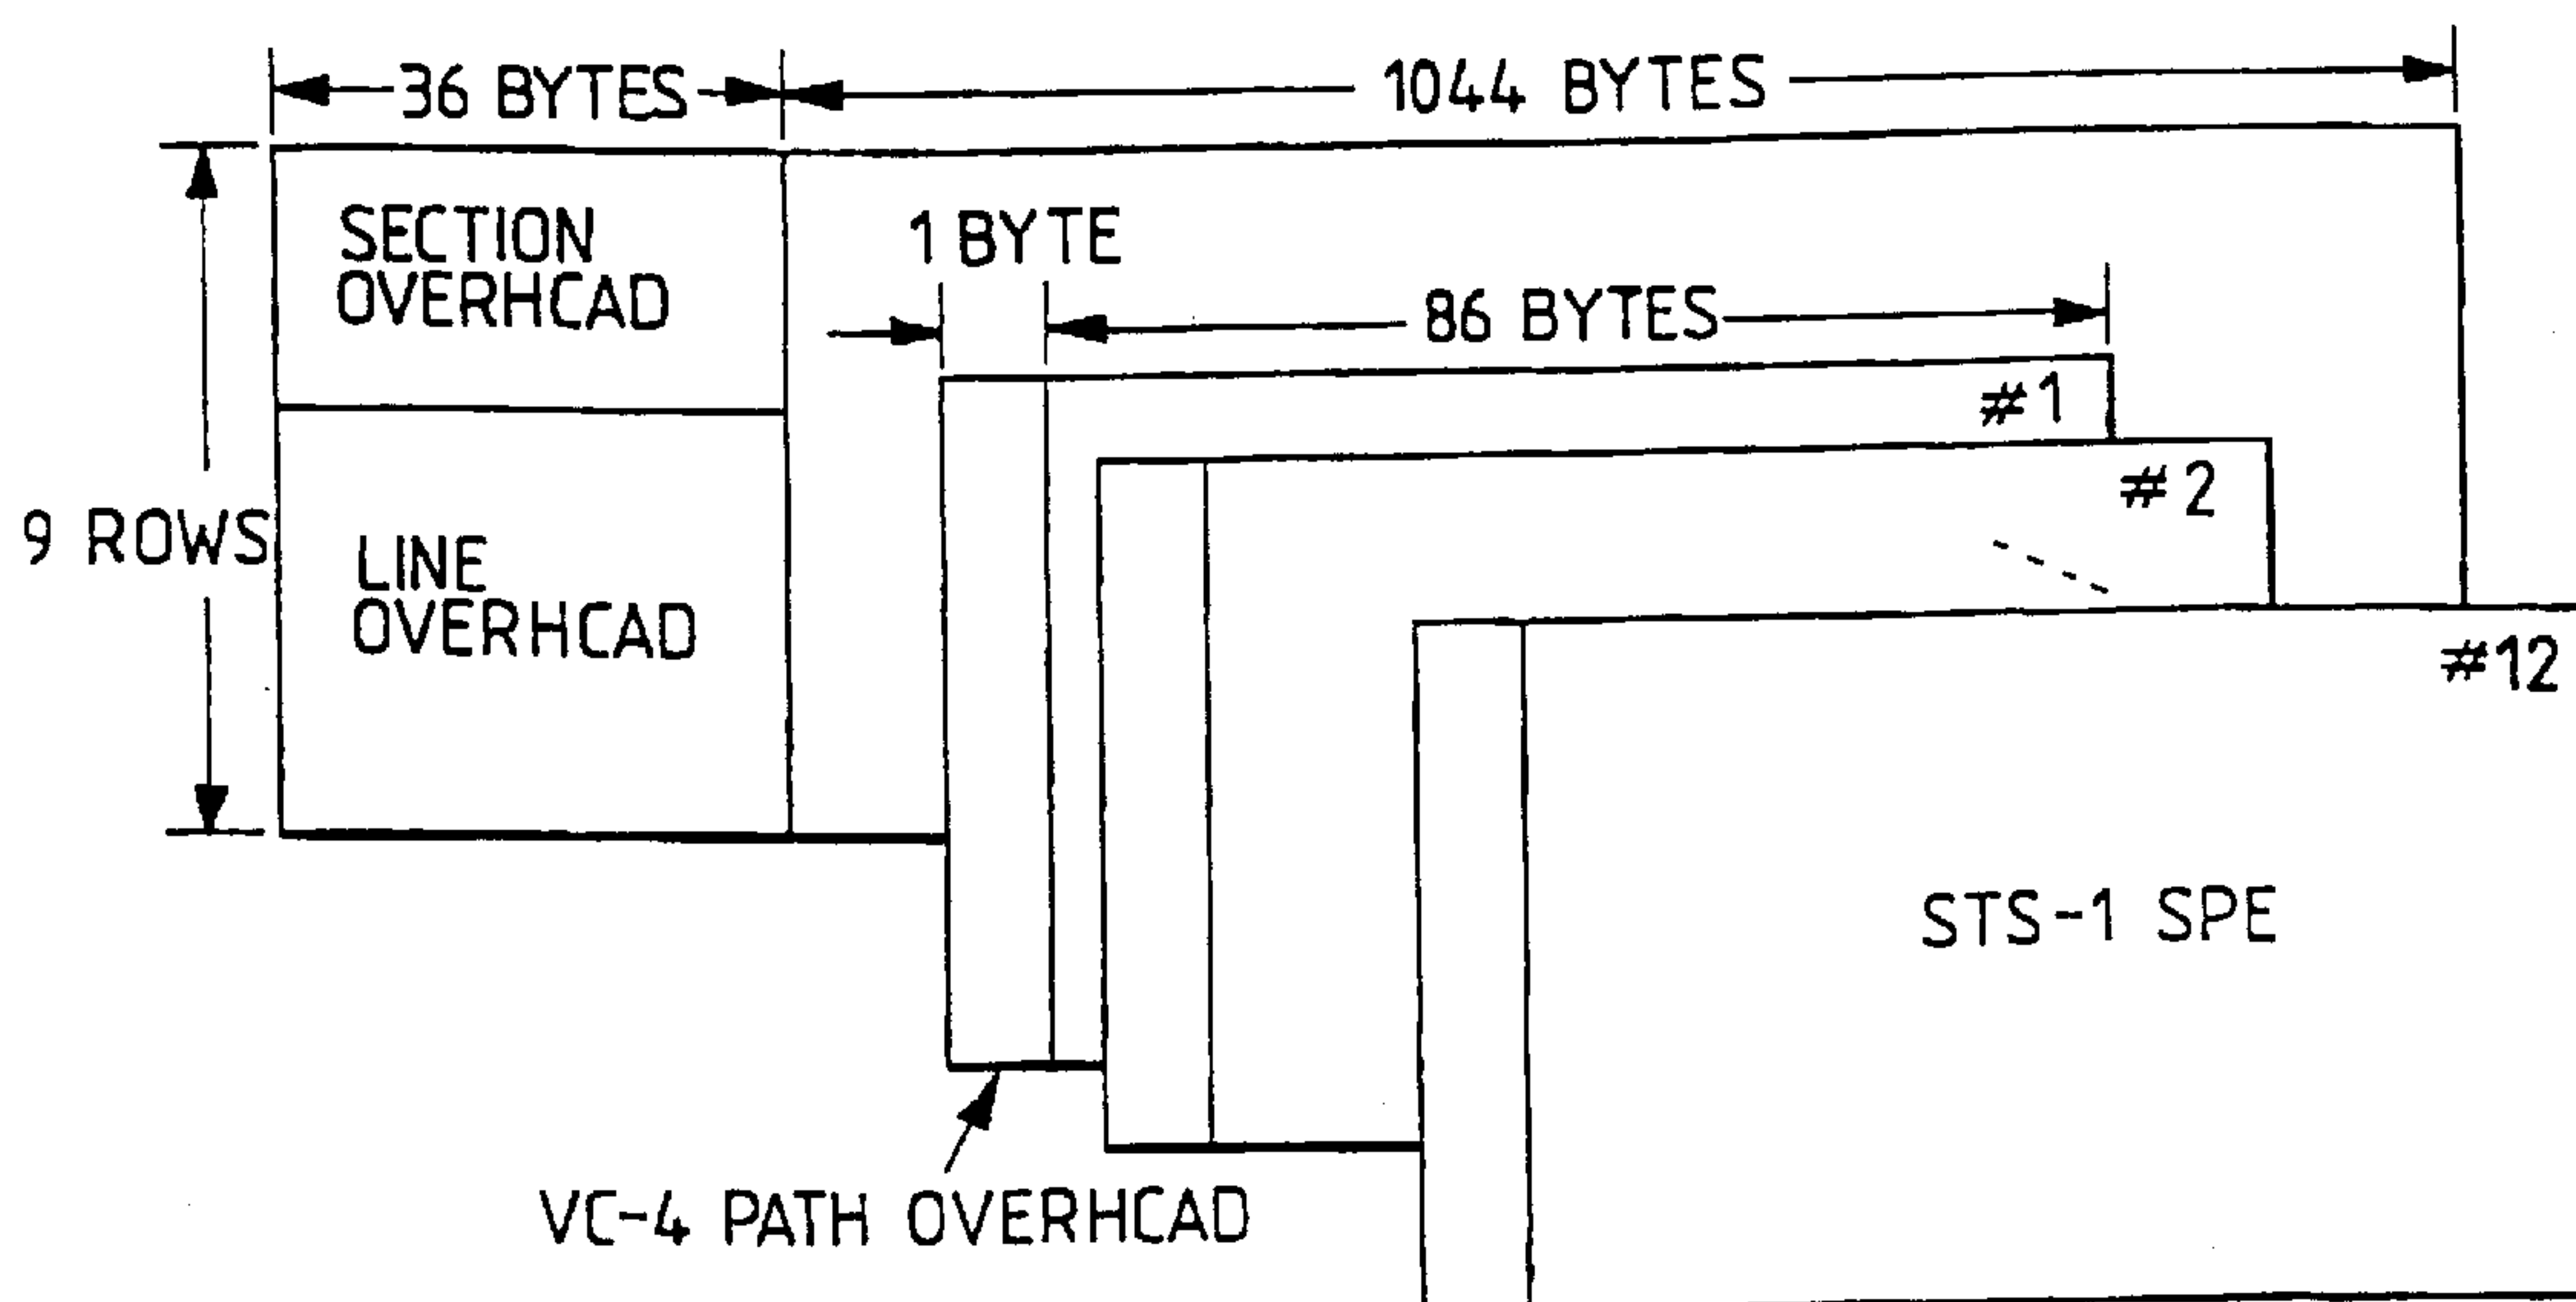 36 BYTES
1044 BYTES
SECTION
OVERHCAD
1 BYTE
86 BYTES
#1
#2
9 ROWS
LINE
OVERHCAD
#12
STS-1 SPE
VC-4 PATH OVERHCAD